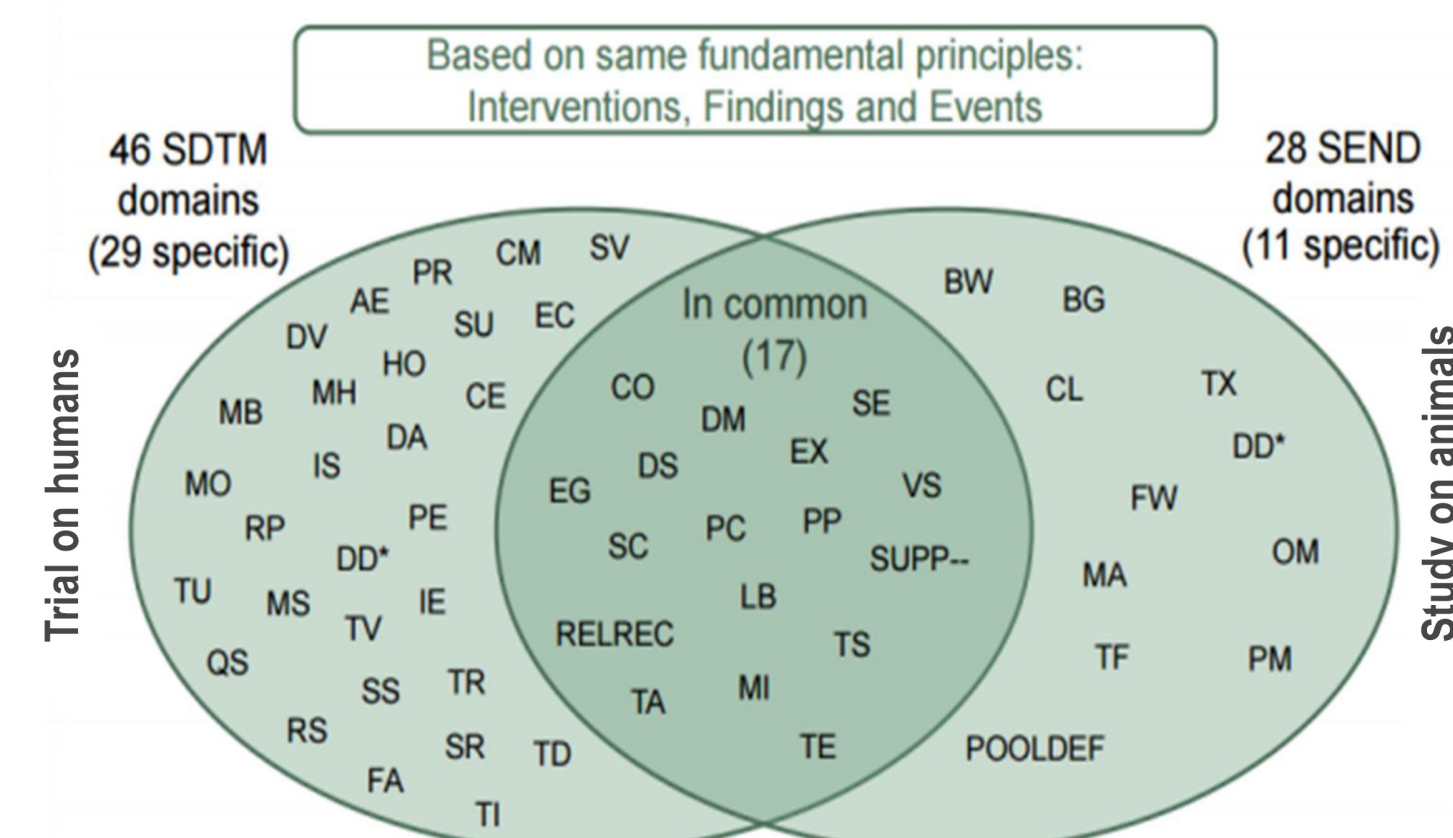 Based on same fundamental principles:
Interventions, Findings and Events
46 SDTM
domains
(29 specific)
28 SEND
domains
(11 specific)
Trial on humans
Study on animals
In common
(17)
SV
CM
PR
AE
EC
SU
DV
HO
MH
CE
MB
DA
IS
MO
PE
RP
DD*
TU
MS
IE
TV
QS
TR
SS
RS
SR
TD
FA
TI
CO
SE
DM
EX
DS
VS
EG
PP
PC
SC
SUPP--
LB
RELREC
TS
MI
TA
TE
BW
BG
TX
CL
DD*
FW
OM
MA
TF
PM
POOLDEF